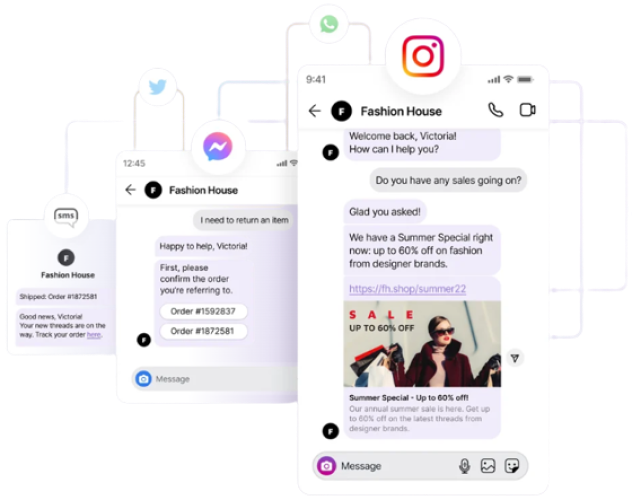 sms
F
Fashion House
Shipped: Order #1872581
Good news, Victoria!
Your new threads are on the
way. Track your order here.
12:45
F
Fashion House
I need to return an item
Happy to help, Victoria!
First, please
confirm the order
you're referring to.
Order #1592837
Order #1872581
F
Message
9:41
F
Fashion House
Welcome back, Victoria!
How can I help you?
F
Do you have any sales going on?
Glad you asked!
We have a Summer Special right
now: up to 60% off on fashion
from designer brands.
https://fh.shop/summer22
SALE
UP TO 60% OFF
Summer Special - Up to 60% off!
Our annual summer sale is here. Get up
to 60% off on the latest threads from
designer brands.
F
Message